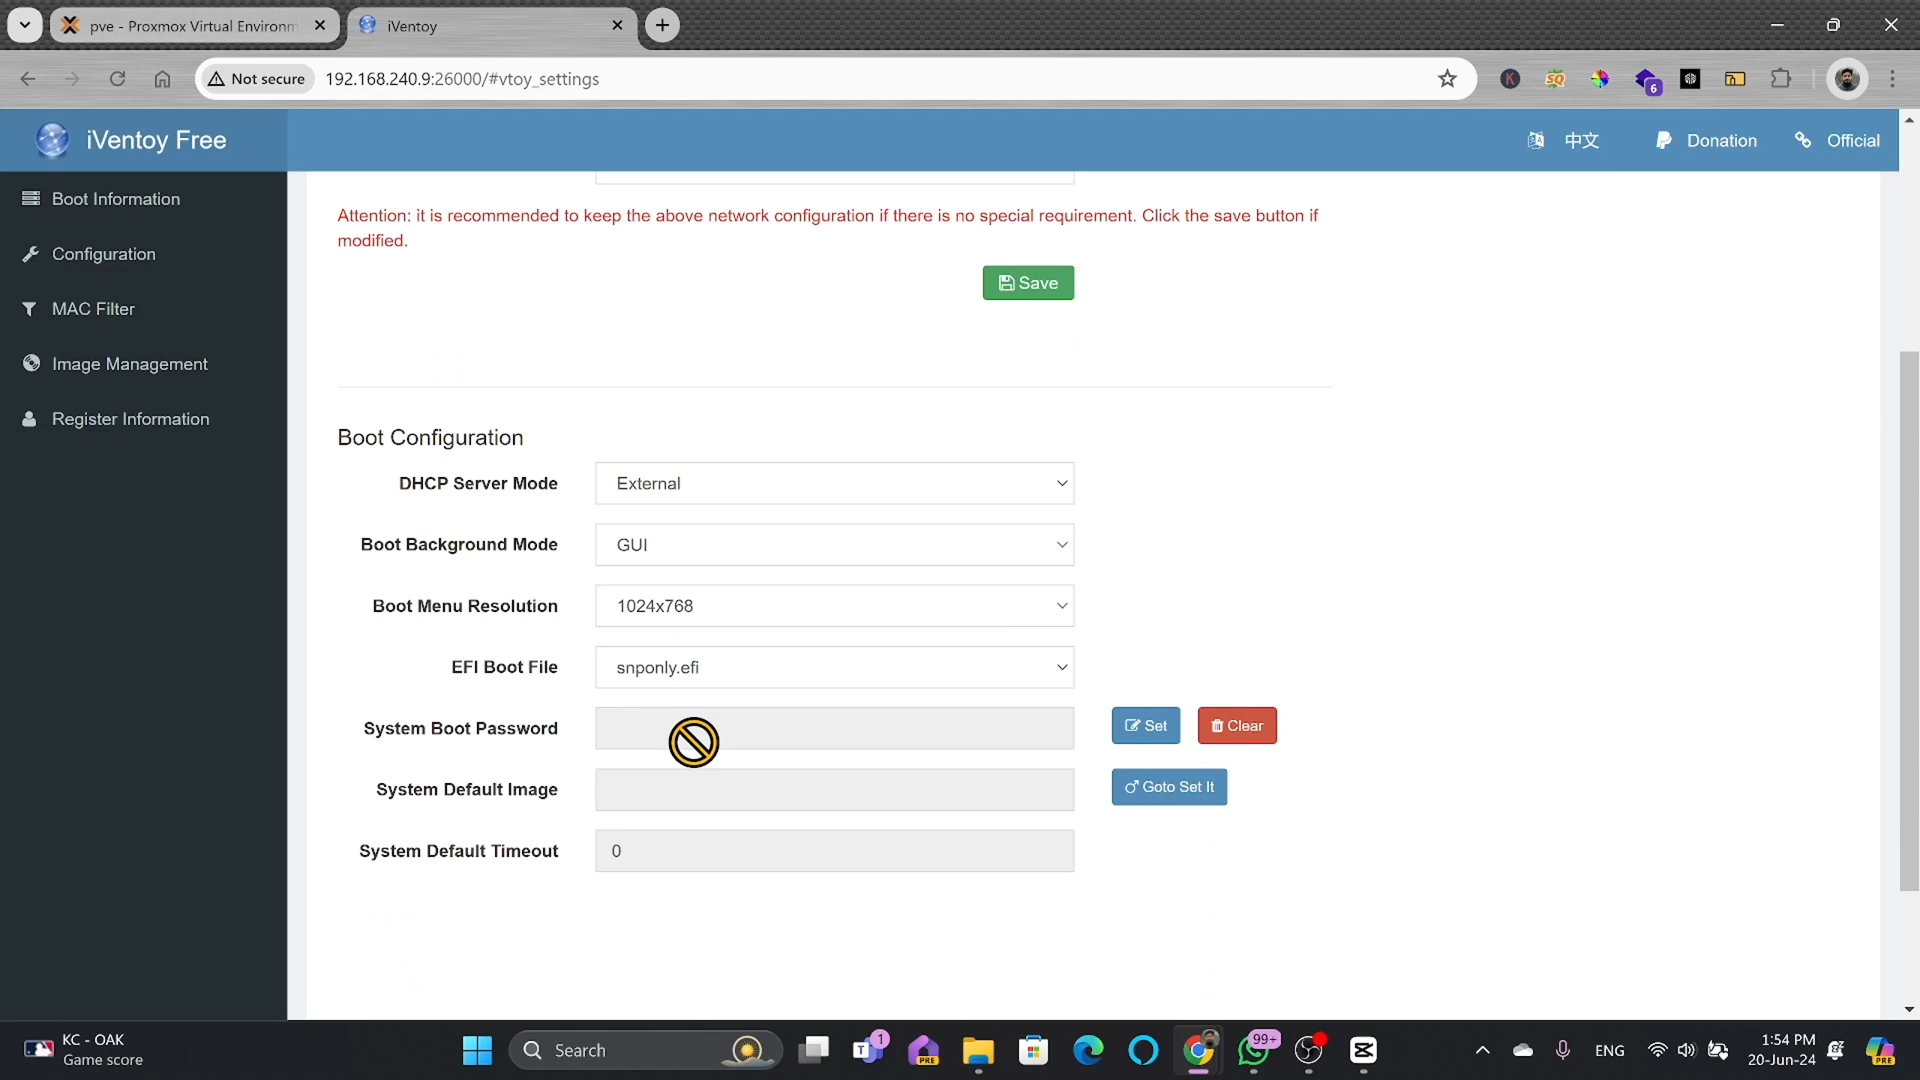 pve - Proxmox Virtual Environm
iVentoy
Not secure
192.168.240.9:26000/#vtoy_settings
6
iVentoy Free
中文
Donation
Official
Boot Information
Configuration
MAC Filter
Image Management
Register Information
Attention: it is recommended to keep the above network configuration if there is no special requirement. Click the save button if
modified.
Save
Boot Configuration
DHCP Server Mode
External
Boot Background Mode
GUI
Boot Menu Resolution
1024x768
EFI Boot File
snponly.efi
System Boot Password
Set
Clear
System Default Image
Goto Set It
System Default Timeout
0
KC - OAK
Game score
Search
1
PRE
99+
ENG
1:54 PM
20-Jun-24
PRE